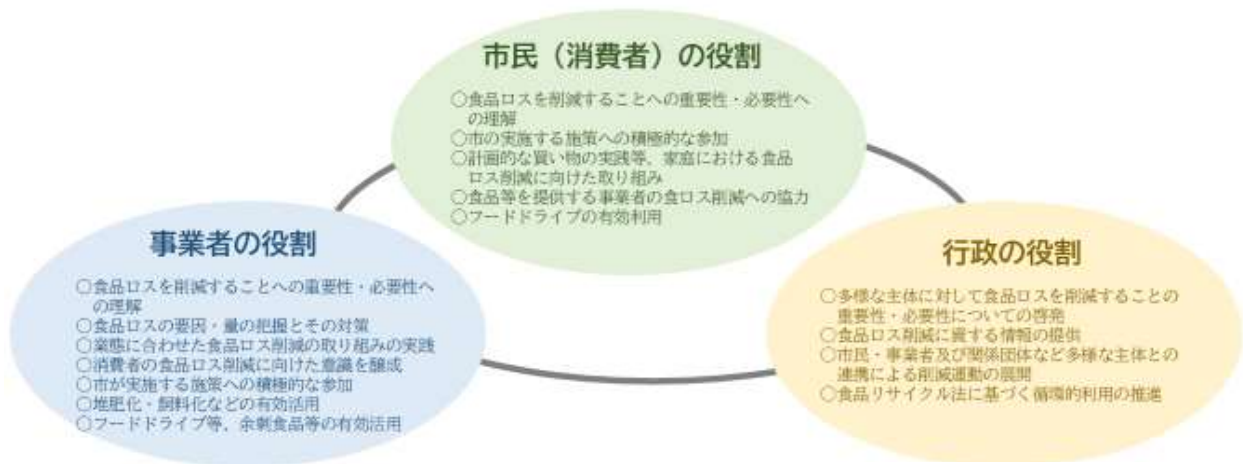 市民（消費者）の役割
○食品ロスを削減することへの重要性・必要性へ
の理解
○市の実施する施策への積極的な参加
○計画的な買い物の実践等、家庭における食品
ロス削減に向けた取り組み
○食品等を提供する事業者の食ロス削減への協力
○フードドライブの有効利用
事業者の役割
○食品ロスを削減することへの重要性・必要性へ
の理解
○食品ロスの要因・量の把握とその対策
○業態に合わせた食品ロス削減の取り組みの実践
○消費者の食品ロス削減に向けた意識を醸成
○市が実施する施策への積極的な参加
○堆肥化・飼料化などの有効活用
○フードドライブ等、余剰食品等の有効活用
行政の役割
○多様な主体に対して食品ロスを削減することの
重要性・必要性についての啓発
○食品ロス削減に資する情報の提供
○市民・事業者及び関係団体など多様な主体との
連携による削減運動の展開
○食品リサイクル法に基づく循環的利用の推進